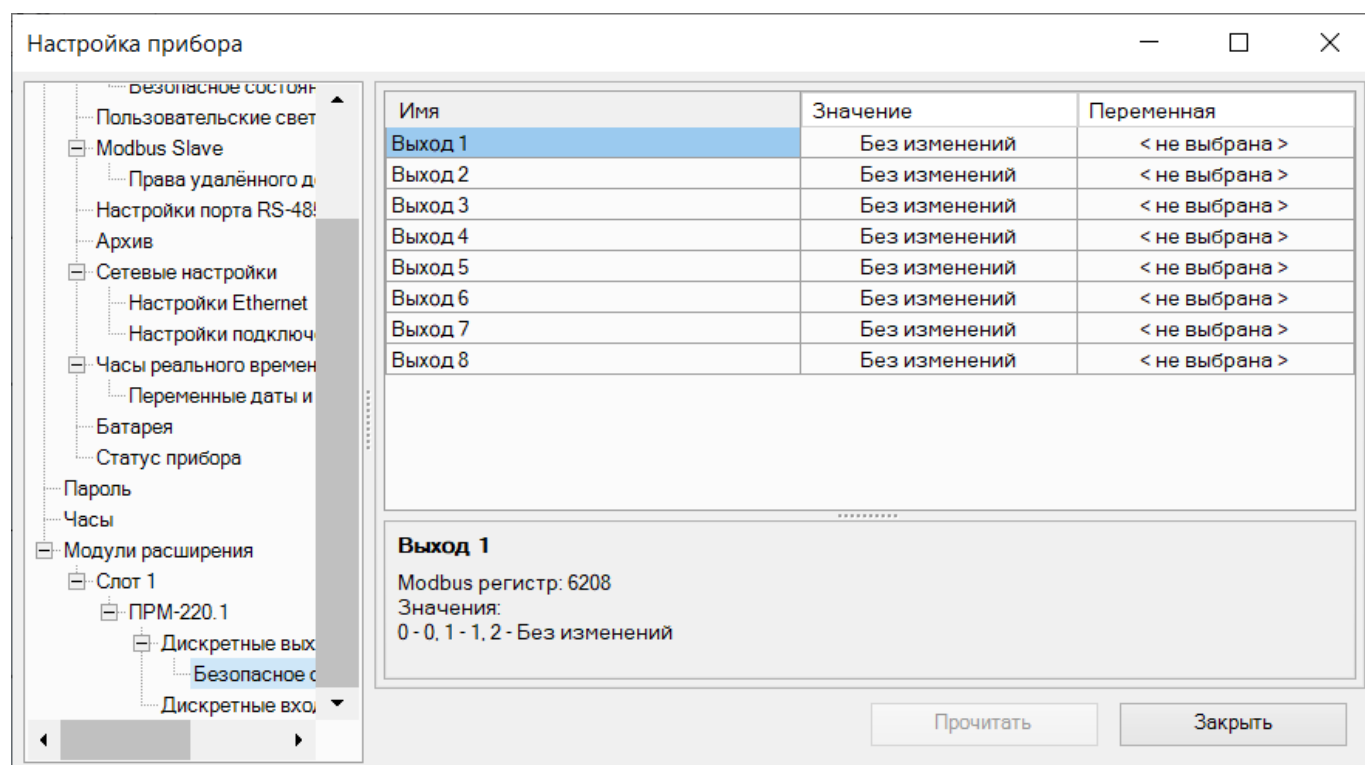 Настройка прибора
Безопасное состоян
Пользовательские свет
Modbus Slave
Права удалённого д
Настройки порта RS-485
Архив
Сетевые настройки
Настройки Ethernet
Настройки подключ
Часы реального времен
Переменные даты и
Батарея
Статус прибора
Пароль
Часы
Модули расширения
Слот 1
ПРМ-220.1
Дискретные вых
Безопасное с
Дискретные вход
Имя Значение Переменная
Выход 1 Без изменений < не выбрана >
Выход 2 Без изменений < не выбрана >
Выход 3 Без изменений < не выбрана >
Выход 4 Без изменений < не выбрана >
Выход 5 Без изменений < не выбрана >
Выход 6 Без изменений < не выбрана >
Выход 7 Без изменений < не выбрана >
Выход 8 Без изменений < не выбрана >
Выход 1
Modbus регистр: 6208
Значения:
0 - 0, 1 - 1, 2 - Без изменений
Прочитать Закрыть